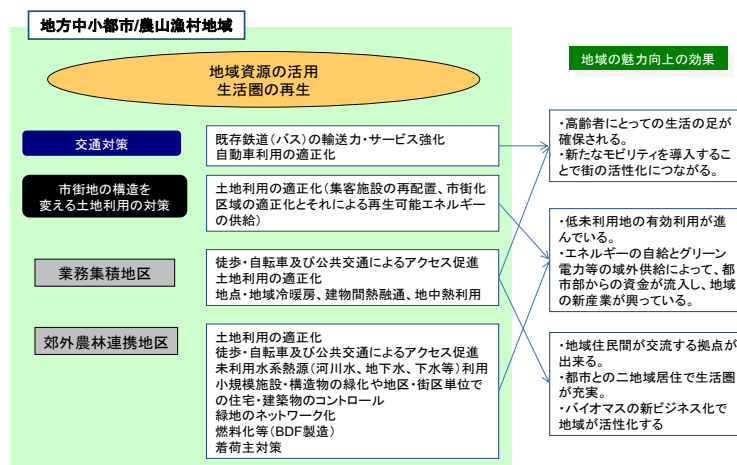 地方中小都市/農山漁村地域
地域資源の活用
生活圏の再生
地域の魅力向上の効果
交通対策
既存鉄道（バス）の輸送力・サービス強化
自動車利用の適正化
・高齢者にとっての生活の足が
確保される。
・新たなモビリティを導入するこ
とで街の活性化につながる。
市街地の構造を
変える土地利用の対策
土地利用の適正化（集客施設の再配置、市街化
区域の適正化とそれによる再生可能エネルギー
の供給）
・低未利用地の有効利用が進
んでいる。
・エネルギーの自給とグリーン
電力等の域外供給によって、都
市部からの資金が流入し、地域
の新産業が興っている。
業務集積地区
徒歩・自転車及び公共交通によるアクセス促進
土地利用の適正化
地点・地域冷暖房、建物間熱融通、地中熱利用
郊外農林連携地区
土地利用の適正化
徒歩・自転車及び公共交通によるアクセス促進
未利用水系熱源（河川水、地下水、下水等）利用
小規模施設・構造物の緑化や地区・街区単位で
の住宅・建築物のコントロール
緑地のネットワーク化
燃料化等（BDF製造）
着荷主対策
・地域住民間が交流する拠点が
出来る。
・都市との二地域居住で生活圏
が充実。
・バイオマスの新ビジネス化で
地域が活性化する